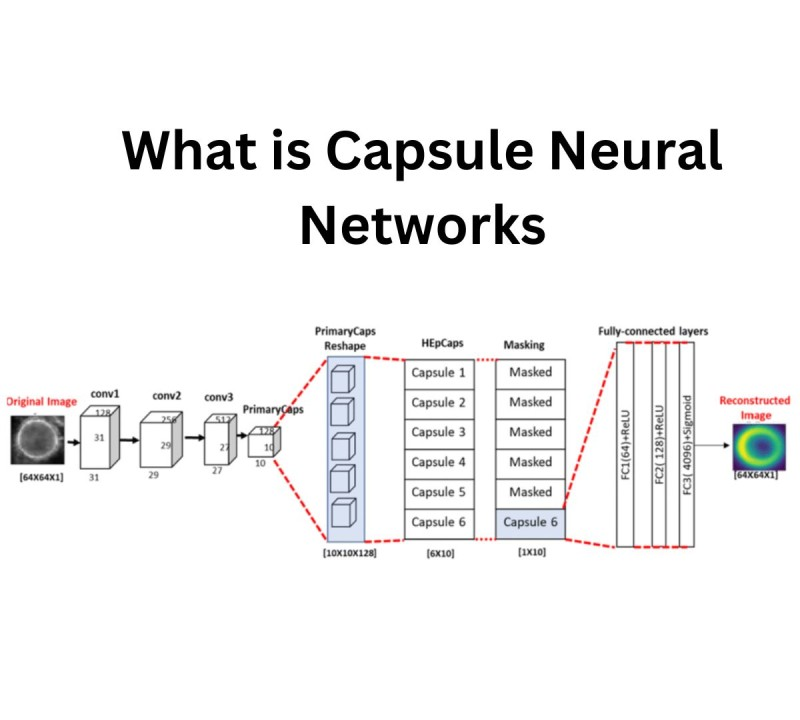 What is Capsule Neural
Networks
PrimaryCaps
Reshape
HEpCaps
Masking
Fully-connected layers
Original Image
conv1
conv2
conv3
PrimaryCaps
128
31
31
256
29
29
512
27
27
128
10
10
[64X64X1]
[10X10X128]
Capsule 1
Capsule 2
Capsule 3
Capsule 4
Capsule 5
Capsule 6
[6X10]
Masked
Masked
Masked
Masked
Masked
Capsule 6
[1X10]
FC1(64)+ReLU
FC2( 128)+ReLU
FC3( 4096)+Sigmoid
Reconstructed
Image
[64X64X1]